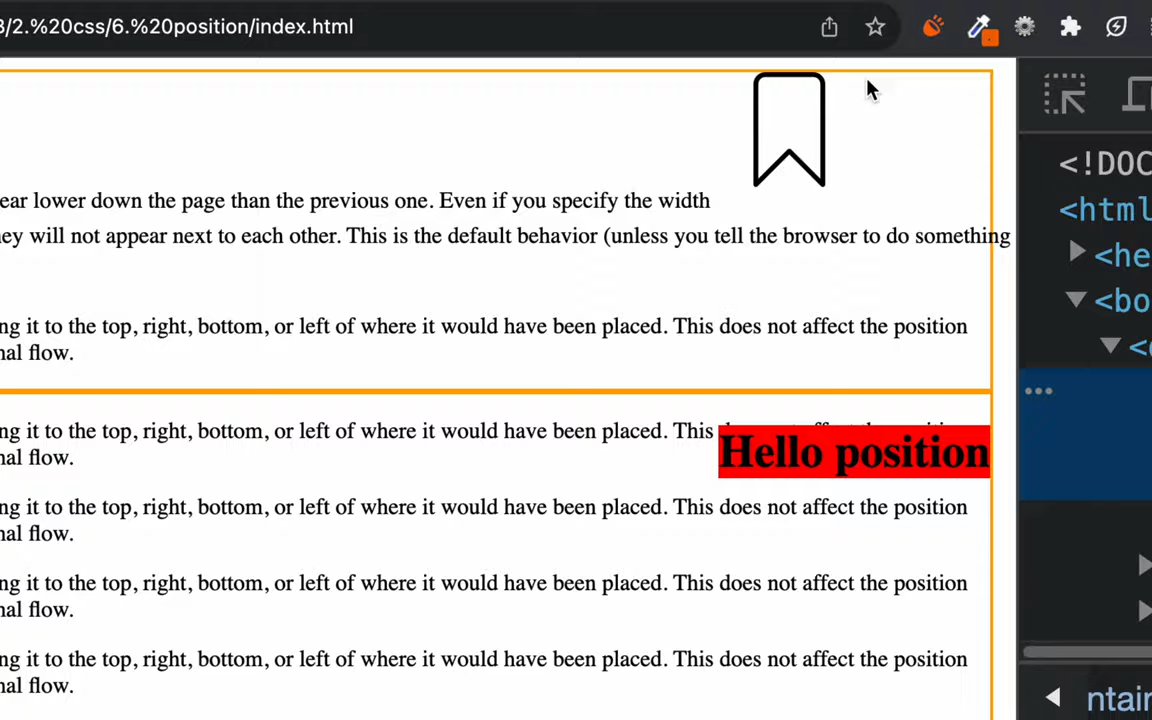 3/2.%20css/6.%20position/index.html
<!DOC
ear lower down the page than the previous one. Even if you specify the width
<html
ney will not appear next to each other. This is the default behavior (unless you tell the browser to do something
<he
<bo
ng it to the top, right, bottom, or left of where it would have been placed. This does not affect the position
nal flow.
<
ng it to the top, right, bottom, or left of where it would have been placed. This
Hello position
nal flow.
ng it to the top, right, bottom, or left of where it would have been placed. This does not affect the position
nal flow.
ng it to the top, right, bottom, or left of where it would have been placed. This does not affect the position
nal flow.
ng it to the top, right, bottom, or left of where it would have been placed. This does not affect the position
nal flow.
ntain